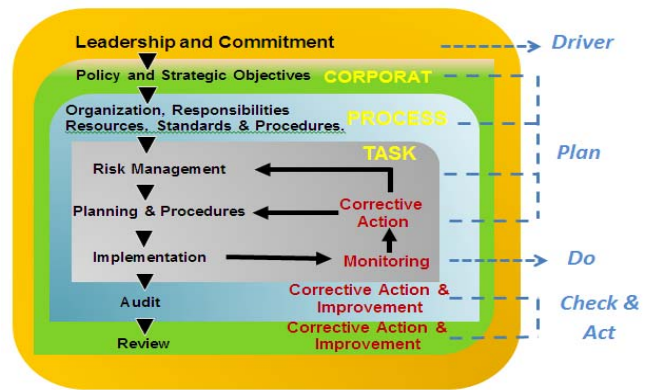 Leadership and Commitment
Driver
Policy and Strategic Objectives CORPORAT
Organization, Responsibilities
Resources, Standards & Procedures.
PROCESS
TASK
Plan
Risk Management
Planning & Procedures
Corrective
Action
Implementation
Monitoring
Do
Audit
Corrective Action &
Improvement
Check &
Act
Review
Corrective Action &
Improvement